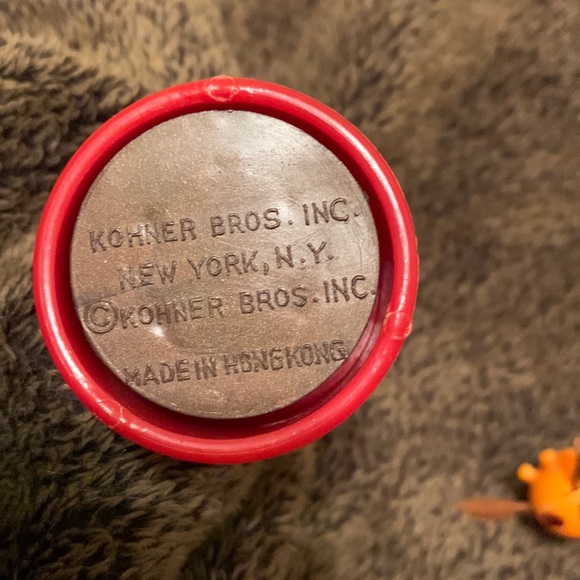 KOHNER BROS. INC.
NEW YORK, N.Y.
©KOHNER BROS. INC.
MADE IN HONGKONG